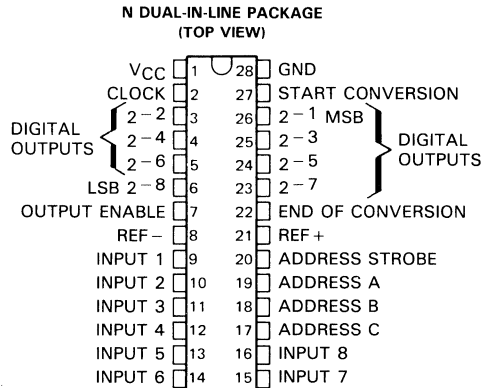 N DUAL-IN-LINE PACKAGE
(TOP VIEW)
VCC 1 28 GND
CLOCK 2 27 START CONVERSION
2-2 3 26 2-1 MSB
2-4 4 25 2-3
2-6 5 24 2-5
LSB 2-8 6 23 2-7
DIGITAL
OUTPUTS
DIGITAL
OUTPUTS
OUTPUT ENABLE 7 22 END OF CONVERSION
REF- 8 21 REF+
INPUT 1 9 20 ADDRESS STROBE
INPUT 2 10 19 ADDRESS A
INPUT 3 11 18 ADDRESS B
INPUT 4 12 17 ADDRESS C
INPUT 5 13 16 INPUT 8
INPUT 6 14 15 INPUT 7